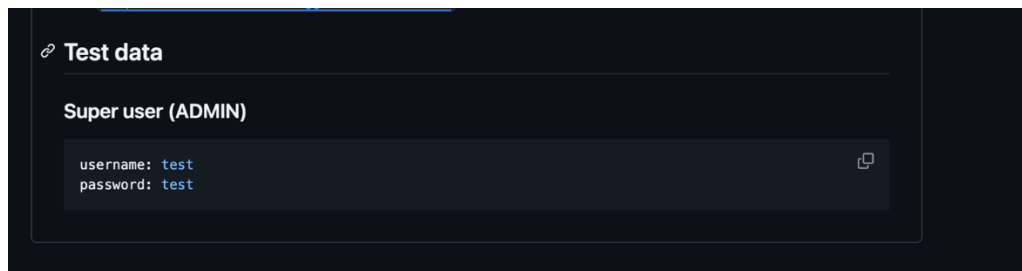 Test data
Super user (ADMIN)
username: test
password: test